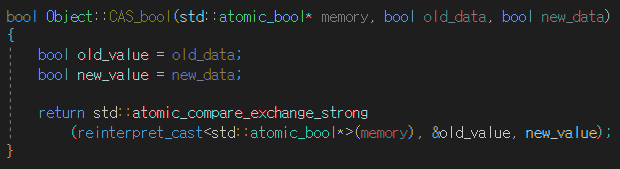 bool Object::CAS_bool(std::atomic_bool* memory, bool old_data, bool new_data)
{
bool old_value = old_data;
bool new_value = new_data;
return std::atomic_compare_exchange_strong
(reinterpret_cast<std::atomic_bool*>(memory), &old_value, new_value);
}